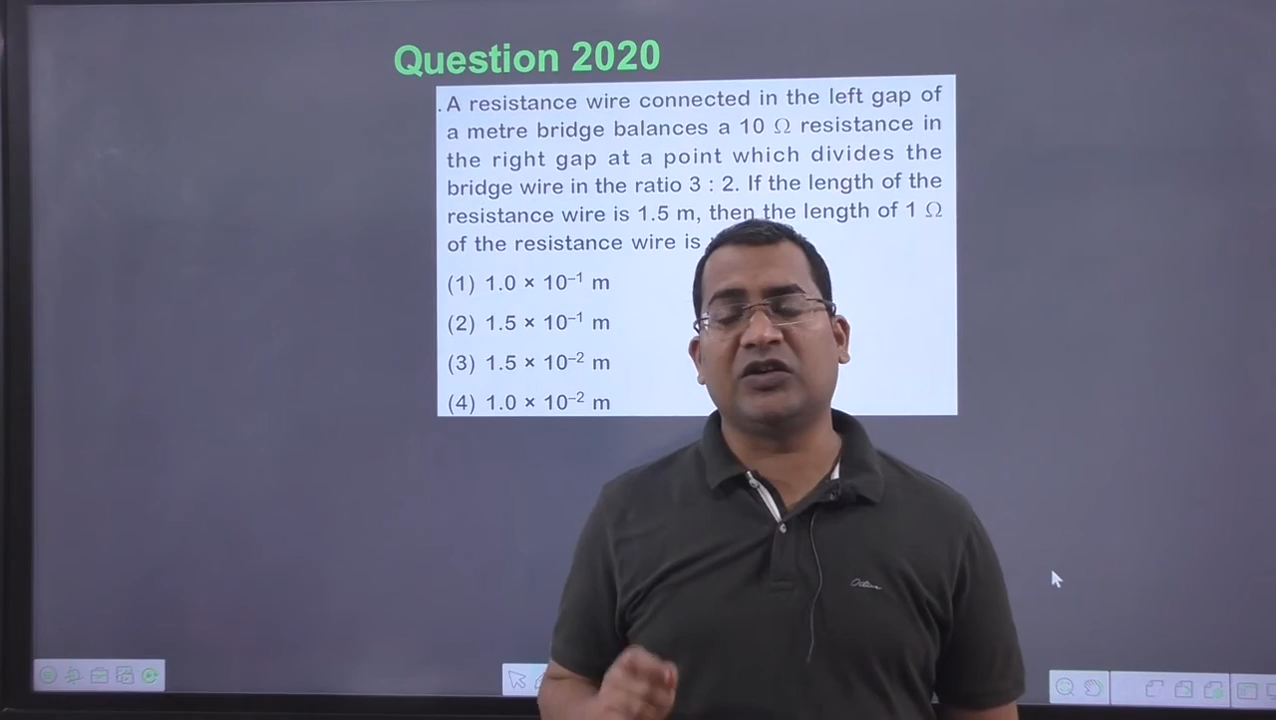 Question 2020
. A resistance wire connected in the left gap of
a metre bridge balances a 10 Ω resistance in
the right gap at a point which divides the
bridge wire in the ratio 3 : 2. If the length of the
resistance wire is 1.5 m, then the length of 1 Ω
of the resistance wire is
(1) 1.0 × 10⁻¹ m
(2) 1.5 × 10⁻¹ m
(3) 1.5 × 10⁻² m
(4) 1.0 × 10⁻² m